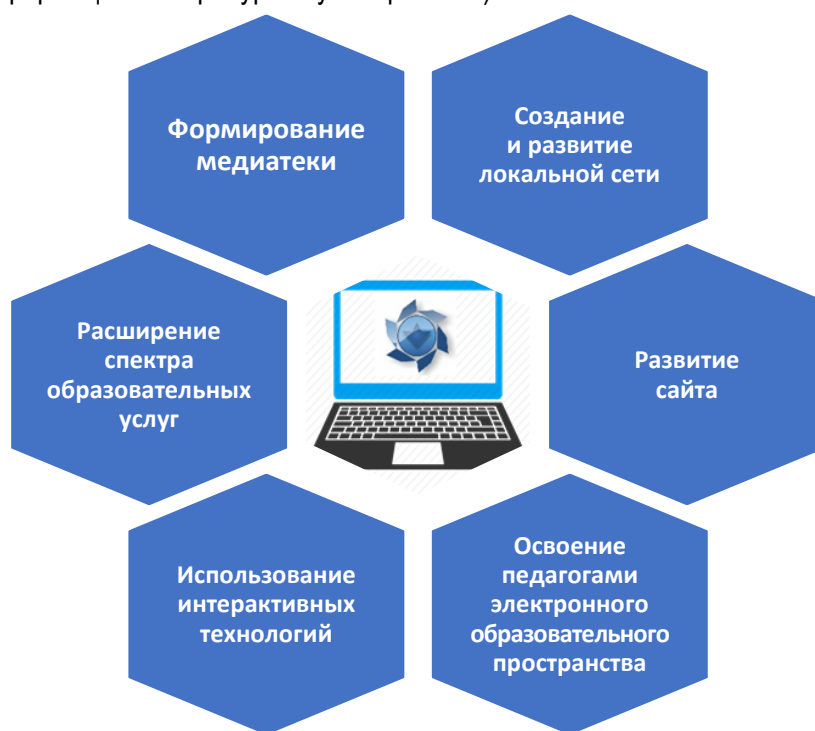 Формирование
медиатеки
Создание
и развитие
локальной сети
Расширение
спектра
образовательных
услуг
Развитие
сайта
Использование
интерактивных
технологий
Освоение
педагогами
электронного
образовательного
пространства